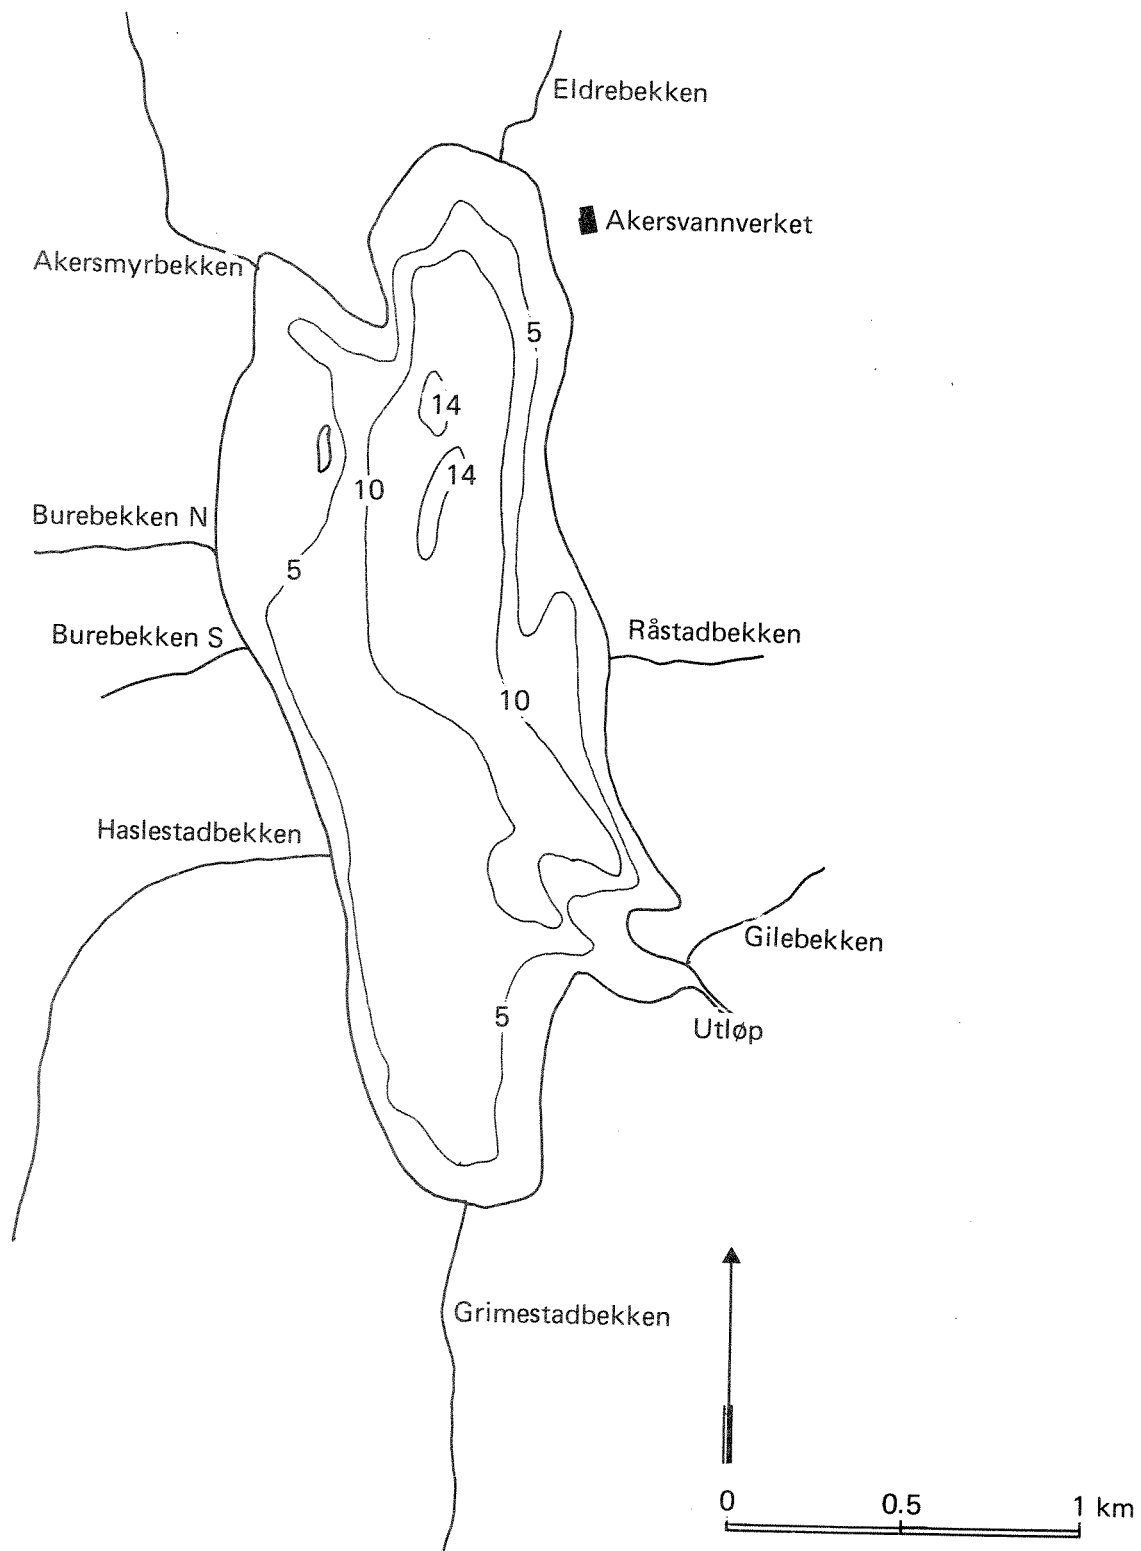 Eldrebekken
Akersvannverket
Akersmyrbekken
5
14
14
10
Burebekken N
5
Burebekken S
Råstadbekken
10
Haslestadbekken
Gilebekken
5
Utløp
Grimestadbekken
0 0.5 1 km